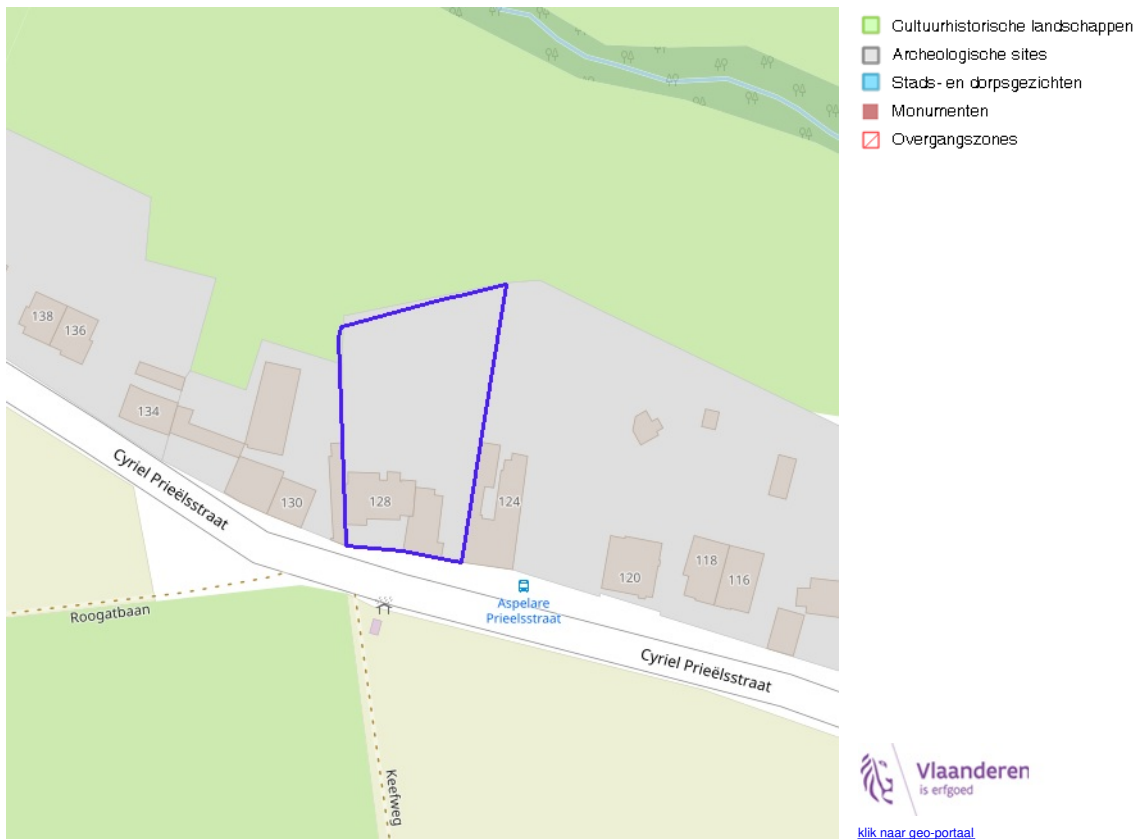 Cultuurhistorische landschappen
Archeologische sites
Stads- en dorpsgezichten
Monumenten
Overgangszones
138
136
134
Cyriel Prieëlsstraat
130
128
124
120
118
116
Aspelare
Prieelsstraat
Roogatbaan
Cyriel Prieëlsstraat
Keefweg
Vlaanderen
is erfgoed
klik naar geo-portaal